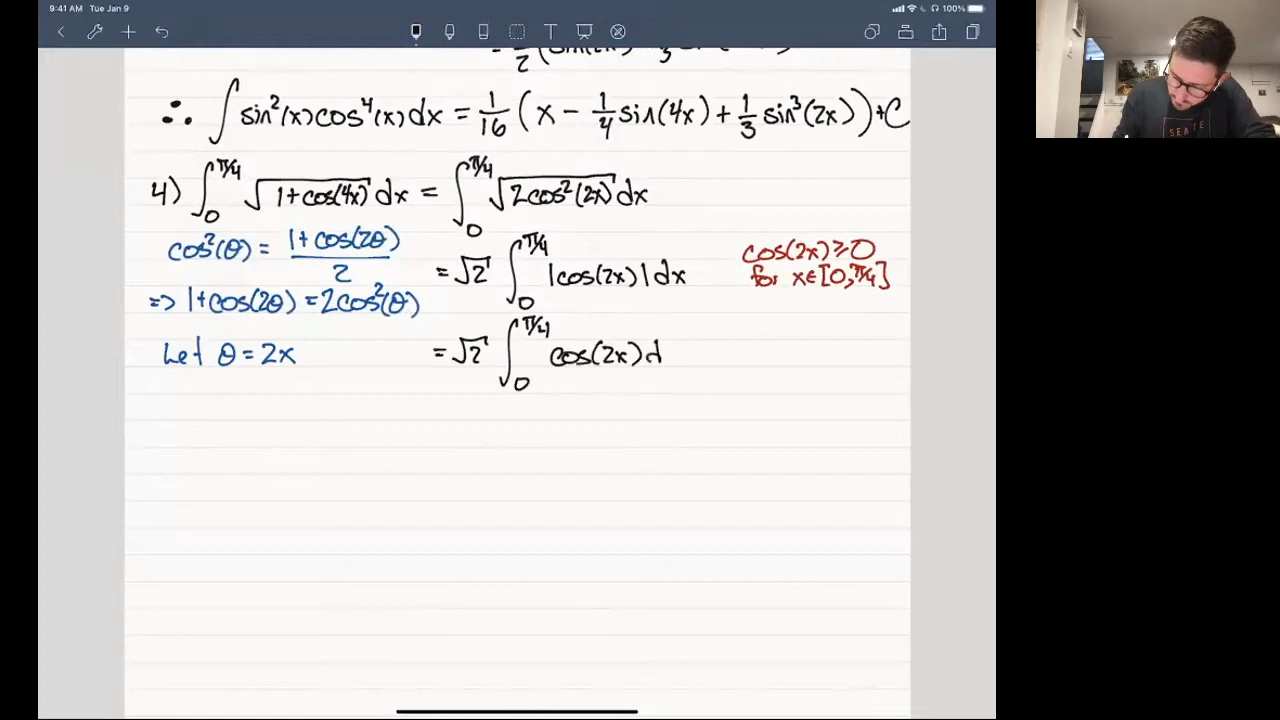 9:41 AM Tue Jan 9
100%
∴ ∫ sin²(x)cos⁴(x)dx = 1/16 (x − 1/4 sin(4x) + 1/3 sin³(2x)) + C
4) ∫₀^π/4 √(1+cos(4x)) dx = ∫₀^π/4 √(2cos²(2x)) dx
cos²(θ) = (1+cos(2θ))/2
= √2 ∫₀^π/4 |cos(2x)| dx
cos(2x) ≥ 0
for x∈[0,π/4]
=> 1+cos(2θ) = 2cos²(θ)
Let θ = 2x
= √2 ∫₀^π/4 cos(2x) d